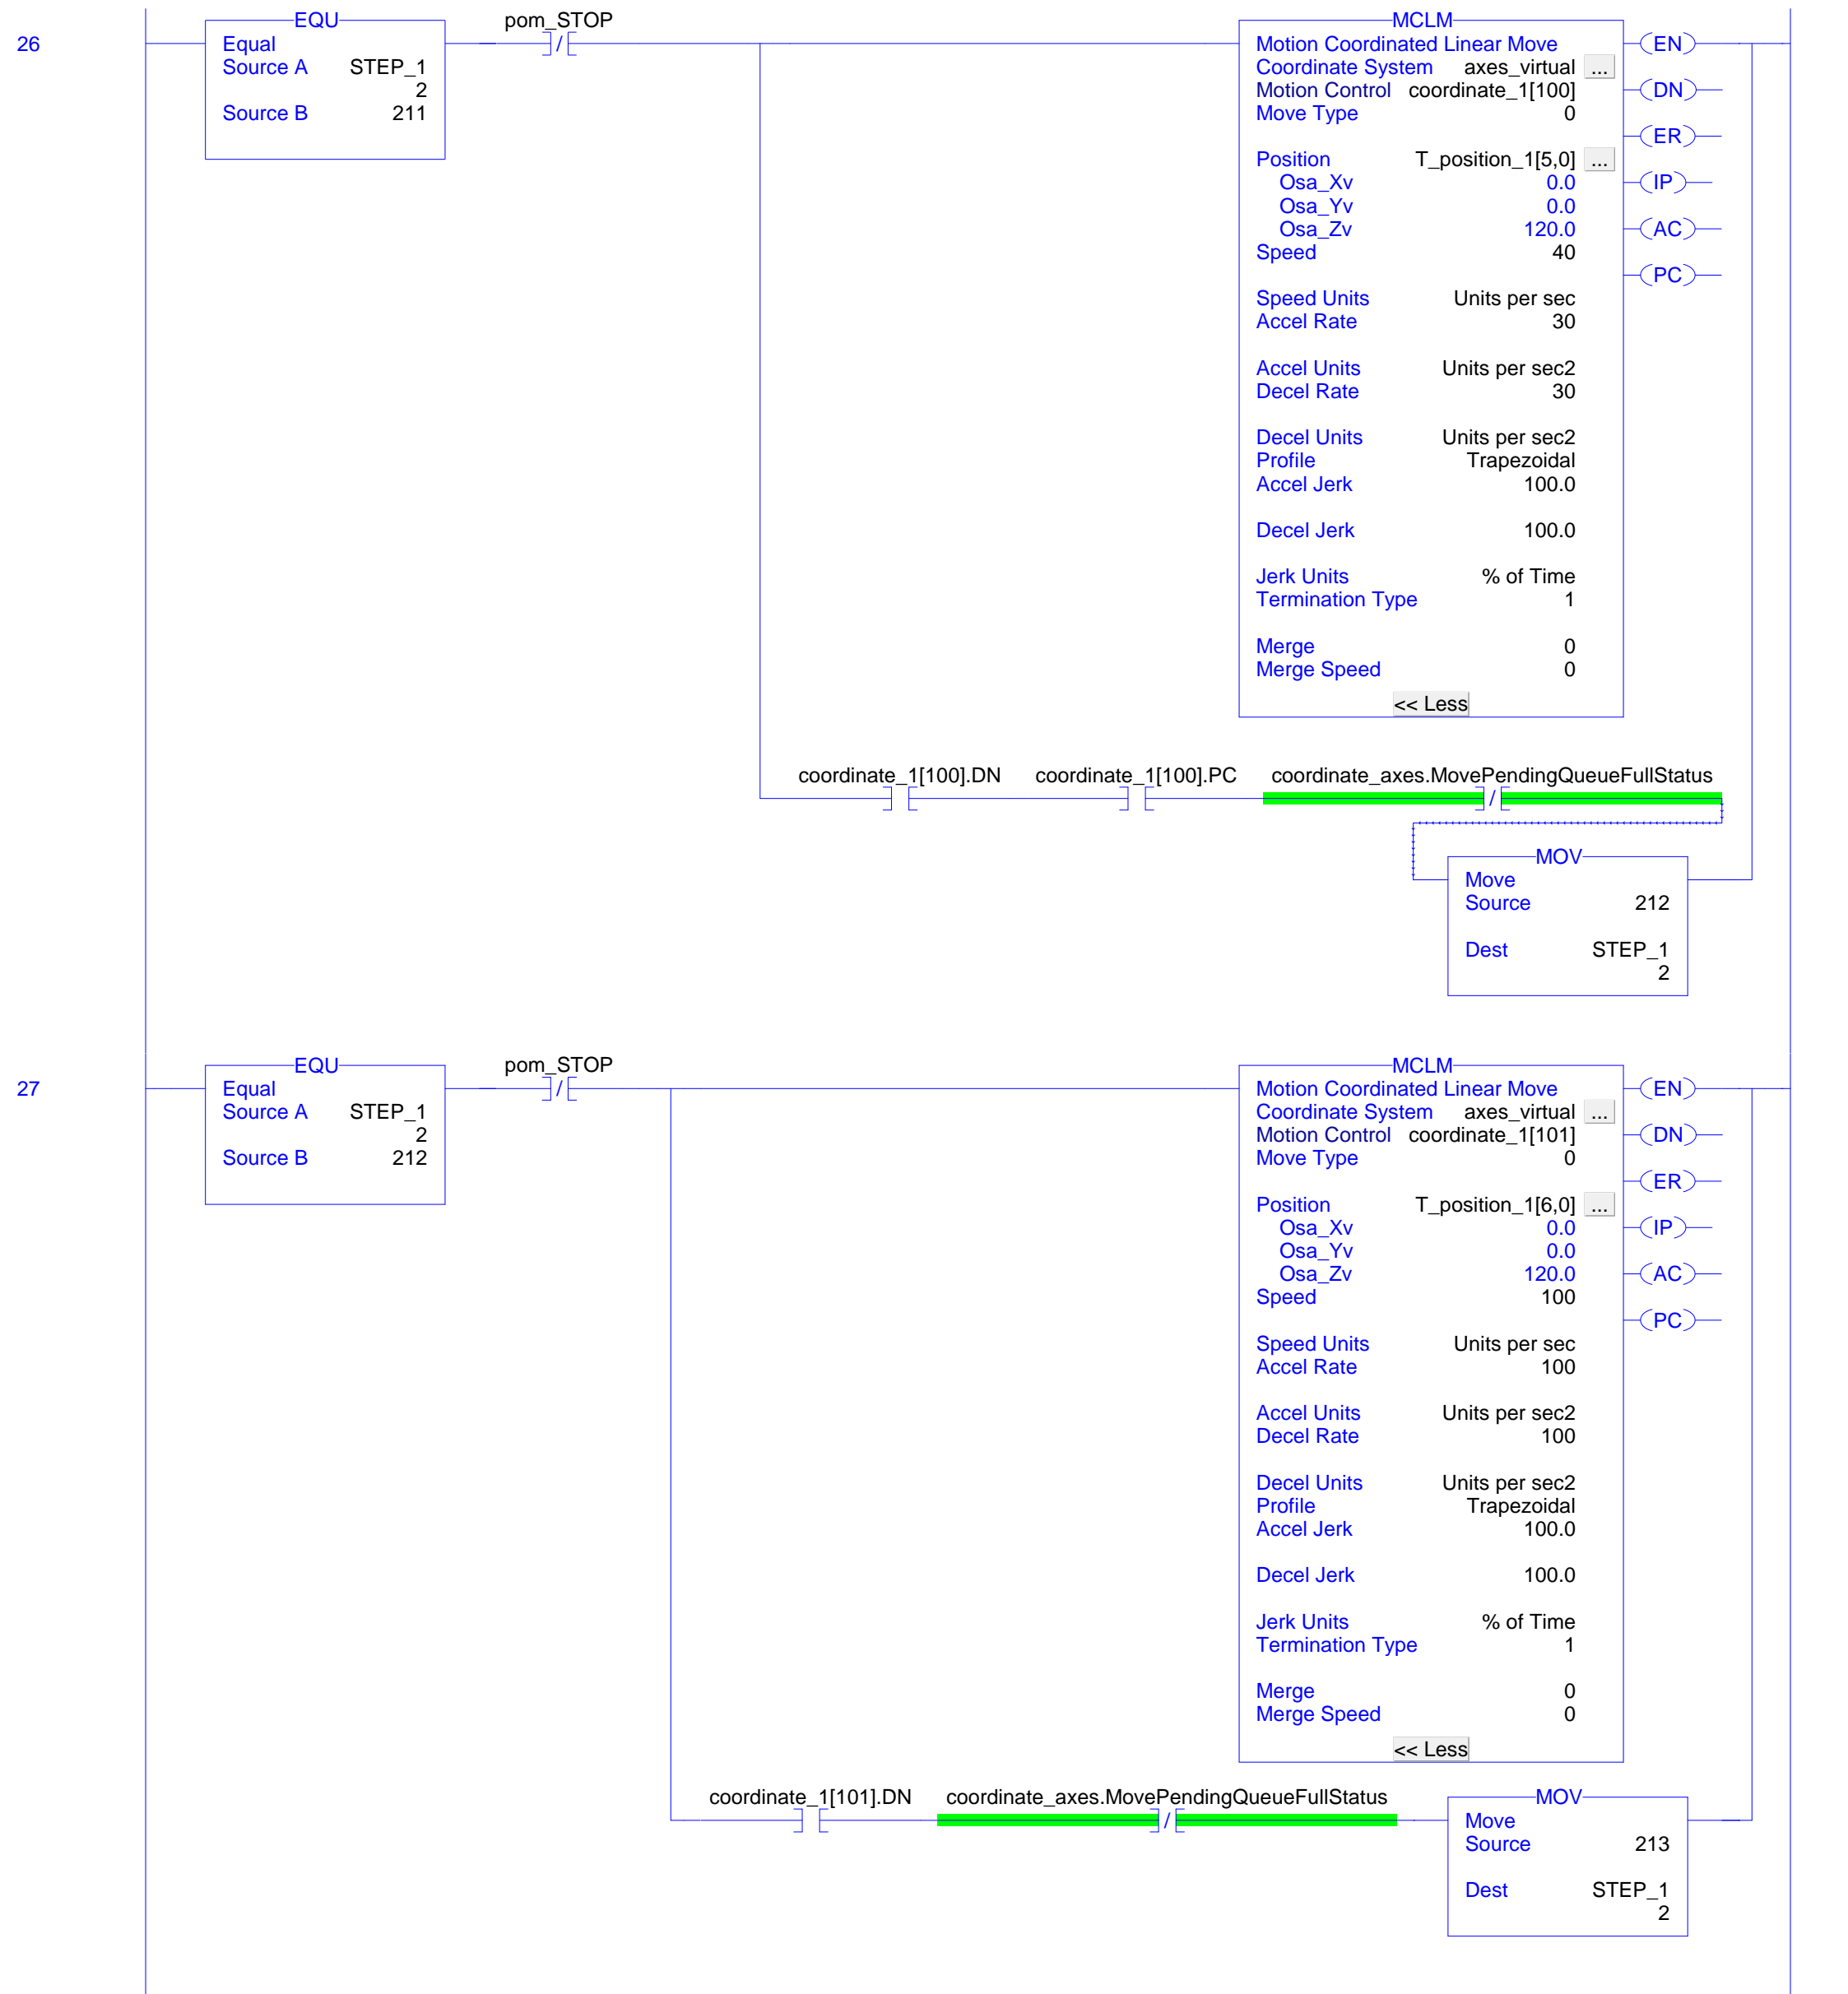 26
EQU
Equal
Source A STEP_1
2
Source B 211
pom_STOP
/
MCLM
Motion Coordinated Linear Move
Coordinate System axes_virtual ...
Motion Control coordinate_1[100]
Move Type 0
Position T_position_1[5,0] ...
Osa_Xv 0.0
Osa_Yv 0.0
Osa_Zv 120.0
Speed 40
Speed Units Units per sec
Accel Rate 30
Accel Units Units per sec2
Decel Rate 30
Decel Units Units per sec2
Profile Trapezoidal
Accel Jerk 100.0
Decel Jerk 100.0
Jerk Units % of Time
Termination Type 1
Merge 0
Merge Speed 0
<< Less
EN
DN
ER
IP
AC
PC
coordinate_1[100].DN coordinate_1[100].PC coordinate_axes.MovePendingQueueFullStatus
/
MOV
Move
Source 212
Dest STEP_1
2
27
EQU
Equal
Source A STEP_1
2
Source B 212
pom_STOP
/
MCLM
Motion Coordinated Linear Move
Coordinate System axes_virtual ...
Motion Control coordinate_1[101]
Move Type 0
Position T_position_1[6,0] ...
Osa_Xv 0.0
Osa_Yv 0.0
Osa_Zv 120.0
Speed 100
Speed Units Units per sec
Accel Rate 100
Accel Units Units per sec2
Decel Rate 100
Decel Units Units per sec2
Profile Trapezoidal
Accel Jerk 100.0
Decel Jerk 100.0
Jerk Units % of Time
Termination Type 1
Merge 0
Merge Speed 0
<< Less
EN
DN
ER
IP
AC
PC
coordinate_1[101].DN coordinate_axes.MovePendingQueueFullStatus
/
MOV
Move
Source 213
Dest STEP_1
2